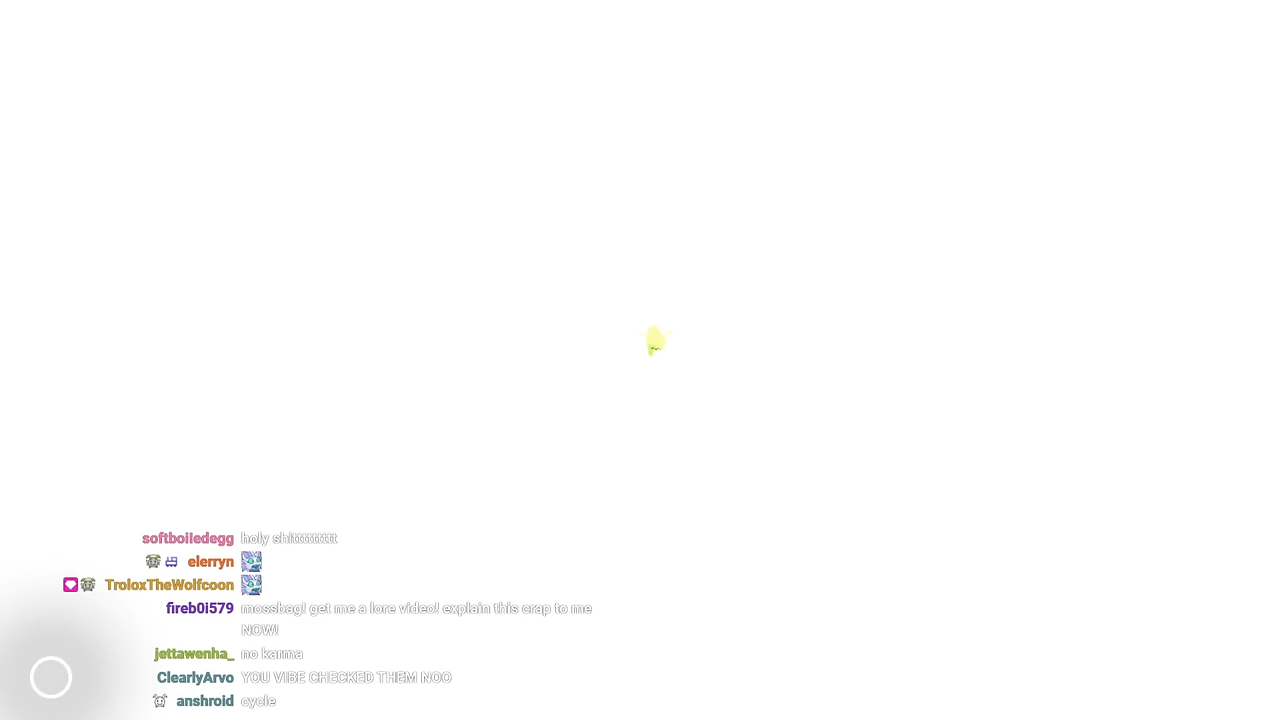 softboiledegg holy shitttttttttt
elerryn
TroloxTheWolfcoon
fireb0i579 mossbag! get me a lore video! explain this crap to me
NOW!
jettawenha_ no karma
ClearlyArvo YOU VIBE CHECKED THEM NOO
anshroid cycle